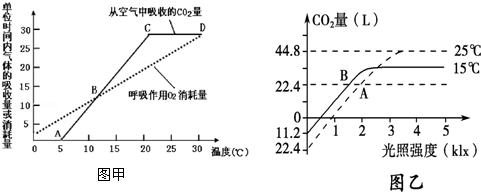 单位时间内气体的吸收量或消耗量
从空气中吸收的CO₂量
C D
30
25
20
15
10
5
B
A
呼吸作用O₂消耗量
0 5 10 15 20 25 30
温度(℃)
图甲
CO₂量（L）
44.8
25℃
15℃
B
22.4
A
0
11.2
22.4
1 2 3 4 5
光照强度（klx）
图乙